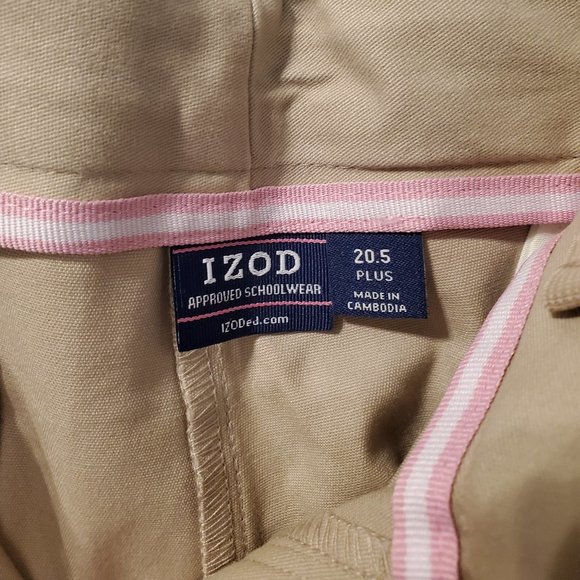 IZOD
APPROVED SCHOOLWEAR
IZODed.com
20.5
PLUS
MADE IN
CAMBODIA